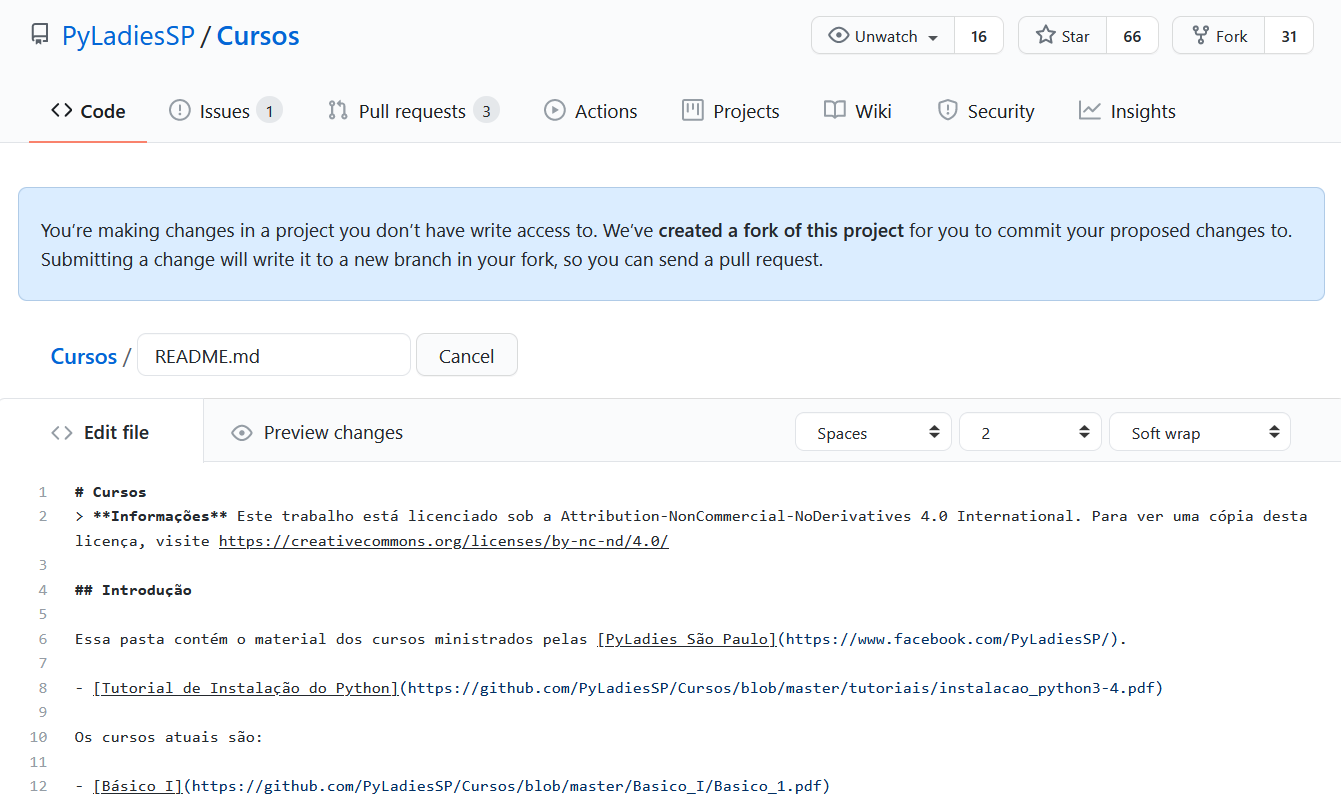 PyLadiesSP / Cursos
Unwatch 16
Star 66
Fork 31
Code
Issues 1
Pull requests 3
Actions
Projects
Wiki
Security
Insights
You’re making changes in a project you don’t have write access to. We’ve created a fork of this project for you to commit your proposed changes to.
Submitting a change will write it to a new branch in your fork, so you can send a pull request.
Cursos / README.md Cancel
<> Edit file
Preview changes
Spaces
2
Soft wrap
1 # Cursos
2 > **Informações** Este trabalho está licenciado sob a Attribution-NonCommercial-NoDerivatives 4.0 International. Para ver uma cópia desta
licença, visite https://creativecommons.org/licenses/by-nc-nd/4.0/
3
4 ## Introdução
5
6 Essa pasta contém o material dos cursos ministrados pelas [PyLadies São Paulo](https://www.facebook.com/PyLadiesSP/).
7
8 - [Tutorial de Instalação do Python](https://github.com/PyLadiesSP/Cursos/blob/master/tutoriais/instalacao_python3-4.pdf)
9
10 Os cursos atuais são:
11
12 - [Básico I](https://github.com/PyLadiesSP/Cursos/blob/master/Basico_I/Basico_1.pdf)